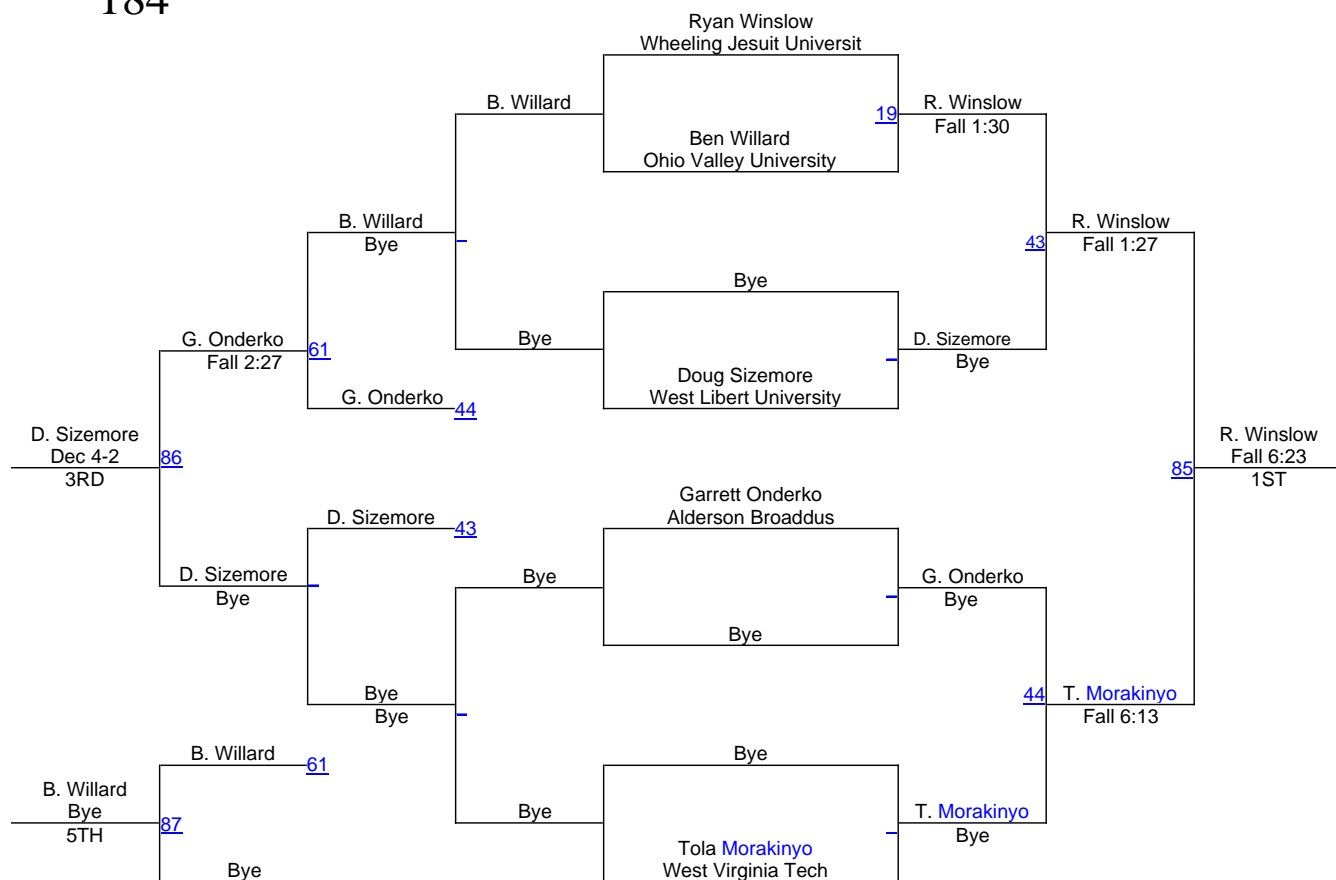 184
Ryan Winslow
Wheeling Jesuit Universit
B. Willard
19
R. Winslow
Fall 1:30
Ben Willard
Ohio Valley University
B. Willard
Bye
R. Winslow
Fall 1:27
43
Bye
G. Onderko
Fall 2:27
61
Bye
D. Sizemore
Bye
Doug Sizemore
West Libert University
G. Onderko
44
D. Sizemore
Dec 4-2
3RD
86
R. Winslow
Fall 6:23
1ST
85
Garrett Onderko
Alderson Broaddus
D. Sizemore
43
D. Sizemore
Bye
Bye
G. Onderko
Bye
Bye
Bye
Bye
44
T. Morakinyo
Fall 6:13
B. Willard
61
Bye
B. Willard
Bye
5TH
87
Bye
T. Morakinyo
Bye
Tola Morakinyo
West Virginia Tech
Bye